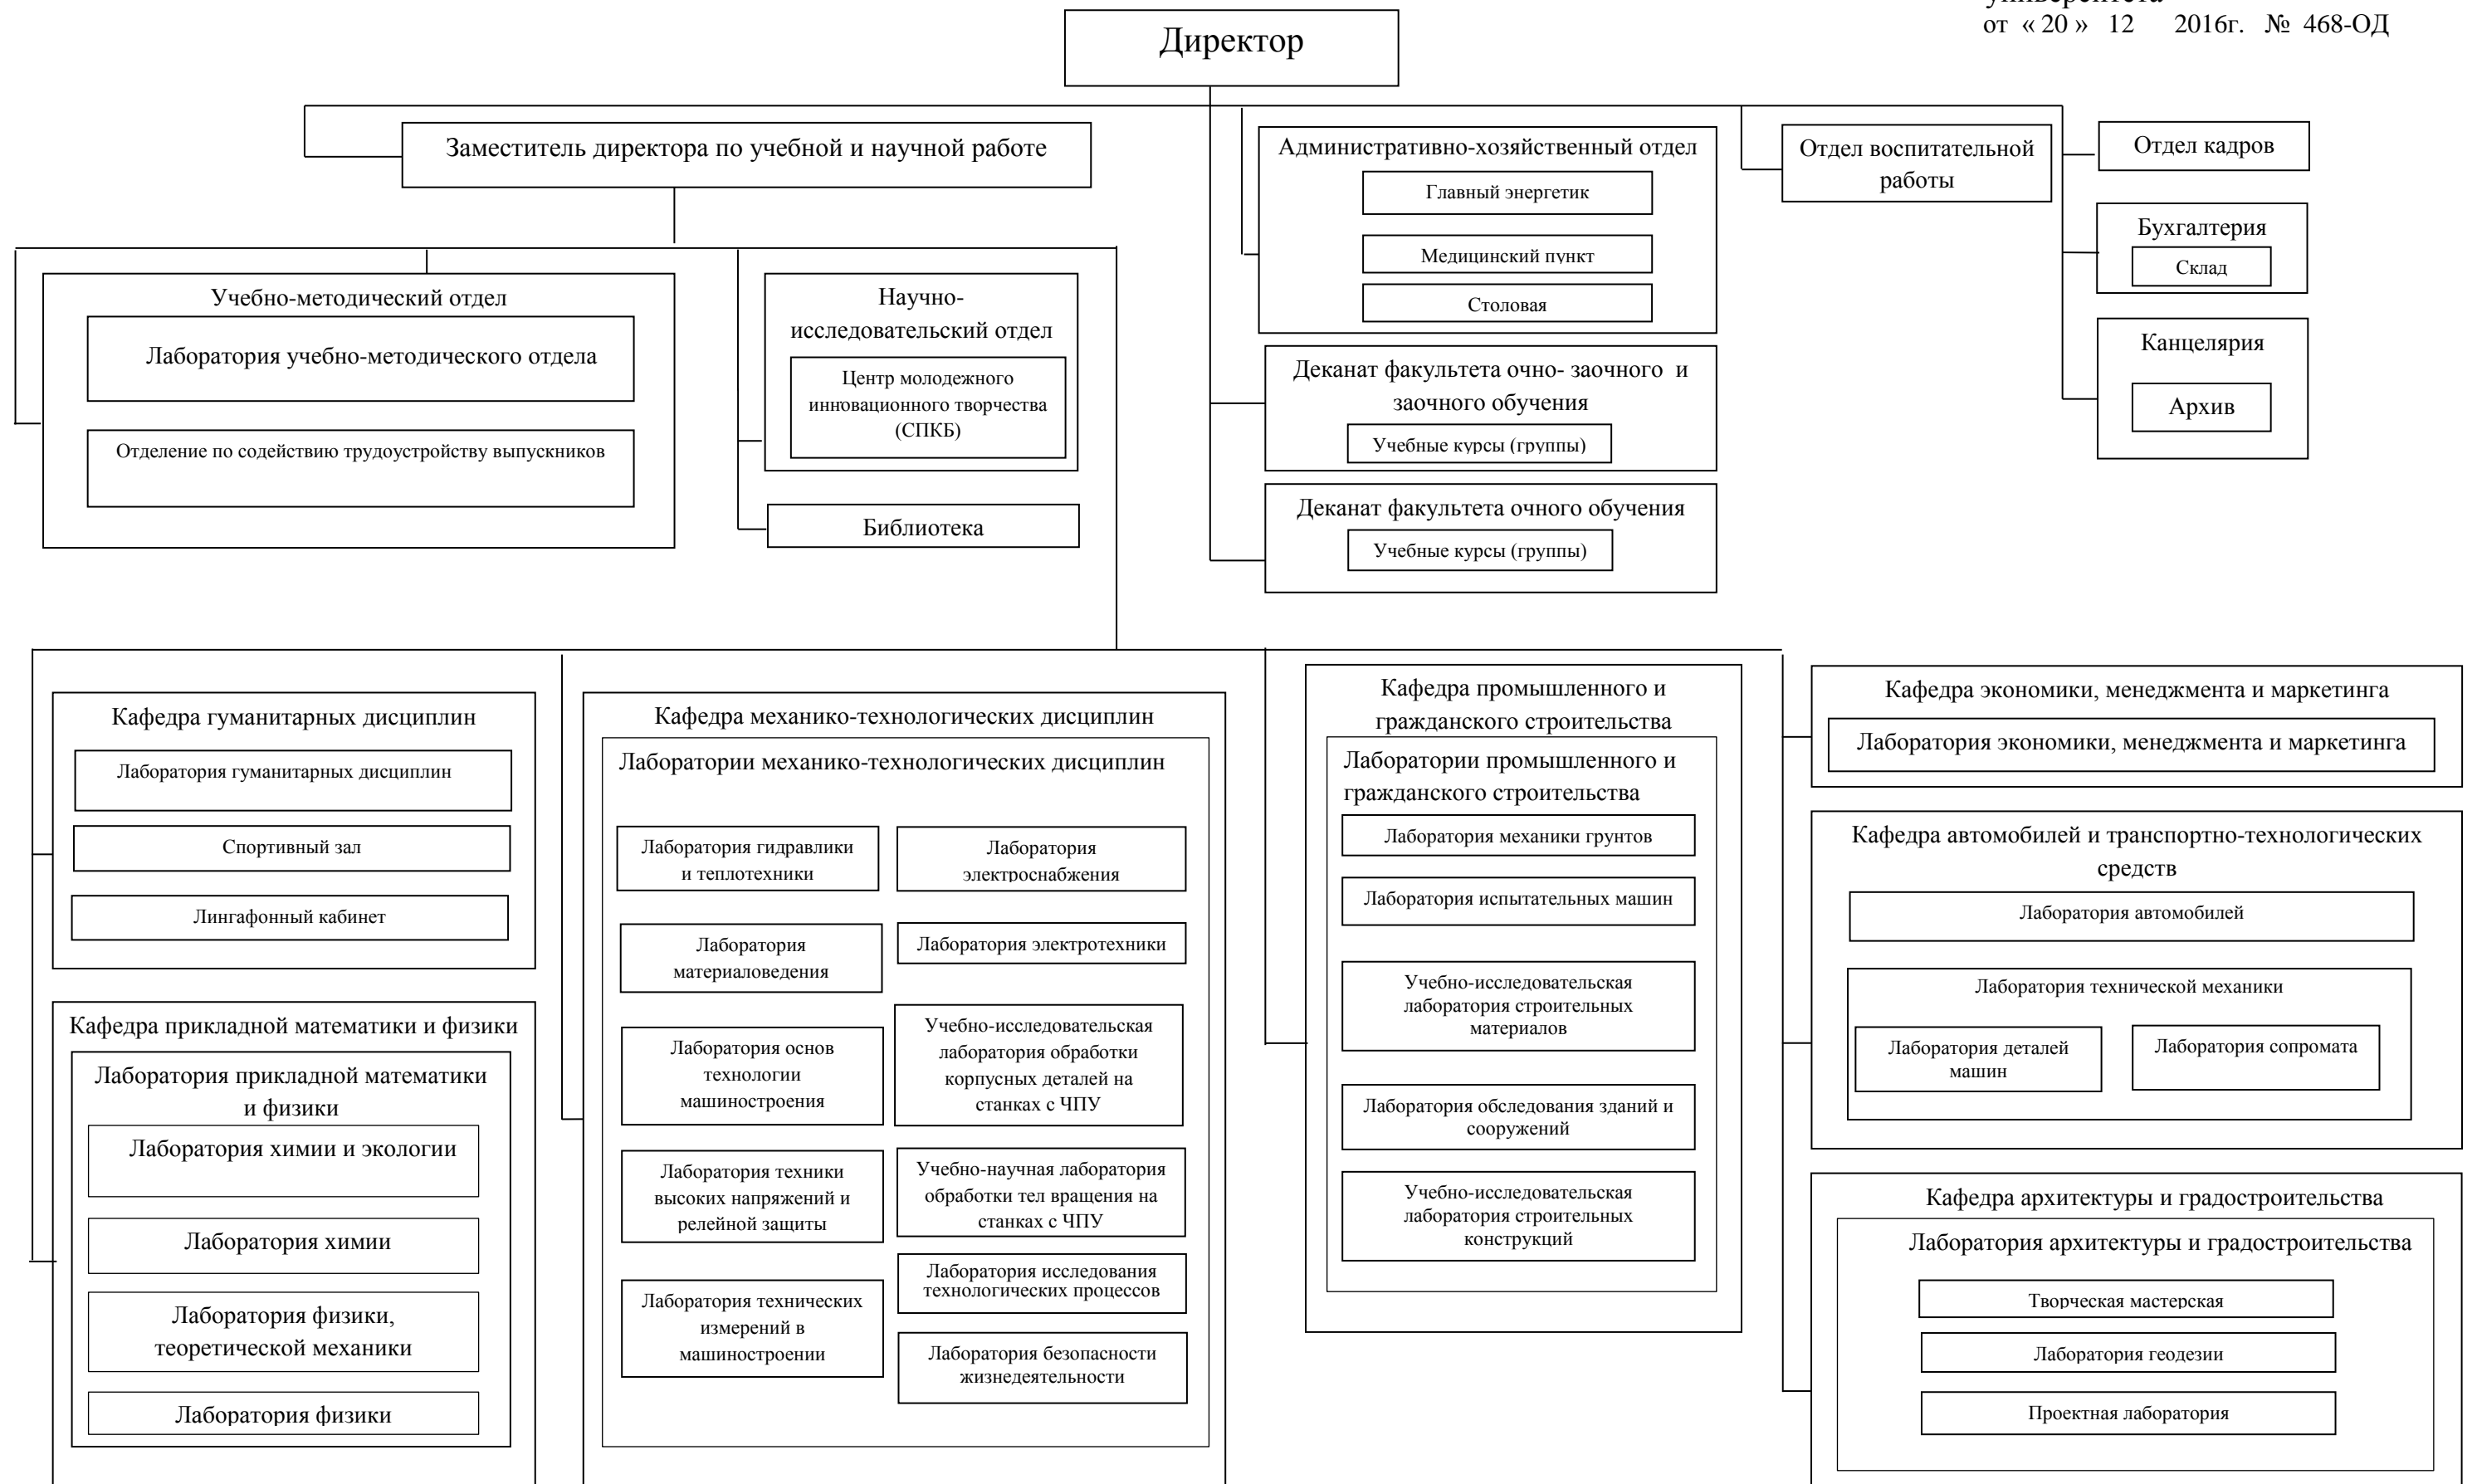 университета
от « 20 » 12 2016г. № 468-ОД
Директор
Заместитель директора по учебной и научной работе
Административно-хозяйственный отдел
Главный энергетик
Медицинский пункт
Столовая
Отдел воспитательной
работы
Отдел кадров
Бухгалтерия
Склад
Канцелярия
Архив
Учебно-методический отдел
Лаборатория учебно-методического отдела
Отделение по содействию трудоустройству выпускников
Научно-
исследовательский отдел
Центр молодежного
инновационного творчества
(СПКБ)
Библиотека
Деканат факультета очно- заочного и
заочного обучения
Учебные курсы (группы)
Деканат факультета очного обучения
Учебные курсы (группы)
Кафедра гуманитарных дисциплин
Лаборатория гуманитарных дисциплин
Спортивный зал
Лингафонный кабинет
Кафедра прикладной математики и физики
Лаборатория прикладной математики
и физики
Лаборатория химии и экологии
Лаборатория химии
Лаборатория физики,
теоретической механики
Лаборатория физики
Кафедра механико-технологических дисциплин
Лаборатории механико-технологических дисциплин
Лаборатория гидравлики
и теплотехники
Лаборатория
электроснабжения
Лаборатория
материаловедения
Лаборатория электротехники
Лаборатория основ
технологии
машиностроения
Учебно-исследовательская
лаборатория обработки
корпусных деталей на
станках с ЧПУ
Лаборатория техники
высоких напряжений и
релейной защиты
Учебно-научная лаборатория
обработки тел вращения на
станках с ЧПУ
Лаборатория технических
измерений в
машиностроении
Лаборатория исследования
технологических процессов
Лаборатория безопасности
жизнедеятельности
Кафедра промышленного и
гражданского строительства
Лаборатории промышленного и
гражданского строительства
Лаборатория механики грунтов
Лаборатория испытательных машин
Учебно-исследовательская
лаборатория строительных
материалов
Лаборатория обследования зданий и
сооружений
Учебно-исследовательская
лаборатория строительных
конструкций
Кафедра экономики, менеджмента и маркетинга
Лаборатория экономики, менеджмента и маркетинга
Кафедра автомобилей и транспортно-технологических
средств
Лаборатория автомобилей
Лаборатория технической механики
Лаборатория деталей
машин
Лаборатория сопромата
Кафедра архитектуры и градостроительства
Лаборатория архитектуры и градостроительства
Творческая мастерская
Лаборатория геодезии
Проектная лаборатория